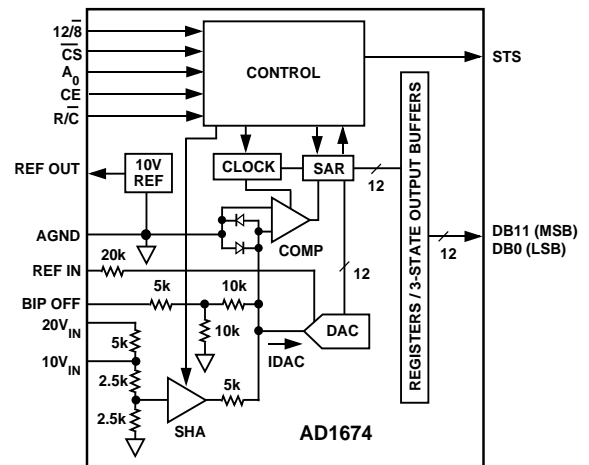 12/8̅
C̅S̅
A0
CE
R/C̅
CONTROL
STS
REF OUT
10V
REF
CLOCK
SAR
12
AGND
COMP
REF IN
20k
12
12
DB11 (MSB)
DB0 (LSB)
BIP OFF
5k
10k
10k
DAC
IDAC
20VIN
5k
10VIN
2.5k
2.5k
SHA
5k
AD1674
REGISTERS / 3-STATE OUTPUT BUFFERS